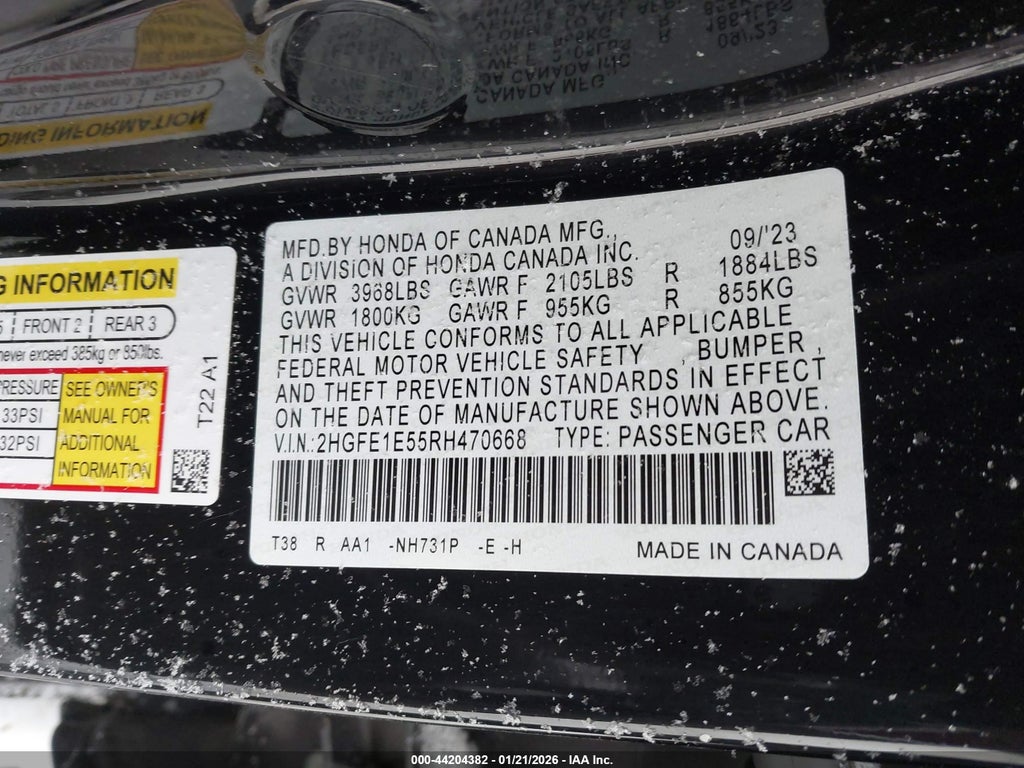 G INFORMATION
5 FRONT 2 REAR 3
never exceed 385kg or 850lbs.
PRESSURE
33PSI
32PSI
SEE OWNER'S
MANUAL FOR
ADDITIONAL
INFORMATION
T22 A1
MFD.BY HONDA OF CANADA MFG.,
A DIVISION OF HONDA CANADA INC. 09/'23
GVWR 3968LBS GAWR F 2105LBS R 1884LBS
GVWR 1800KG GAWR F 955KG R 855KG
THIS VEHICLE CONFORMS TO ALL APPLICABLE
FEDERAL MOTOR VEHICLE SAFETY , BUMPER ,
AND THEFT PREVENTION STANDARDS IN EFFECT
ON THE DATE OF MANUFACTURE SHOWN ABOVE.
V.I.N:2HGFE1E55RH470668 TYPE: PASSENGER CAR
T38 R AA1 -NH731P -E -H
MADE IN CANADA
000-44204382 - 01/21/2026 - IAA Inc.